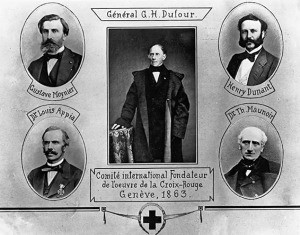 Général G. H. Dufour.
Gustave Moynier
Henry Dunant
Dr Louis Appia
Dr Th. Maunoir
Comité international Fondateur
de l'oeuvre de la Croix-Rouge
Genève, 1863.